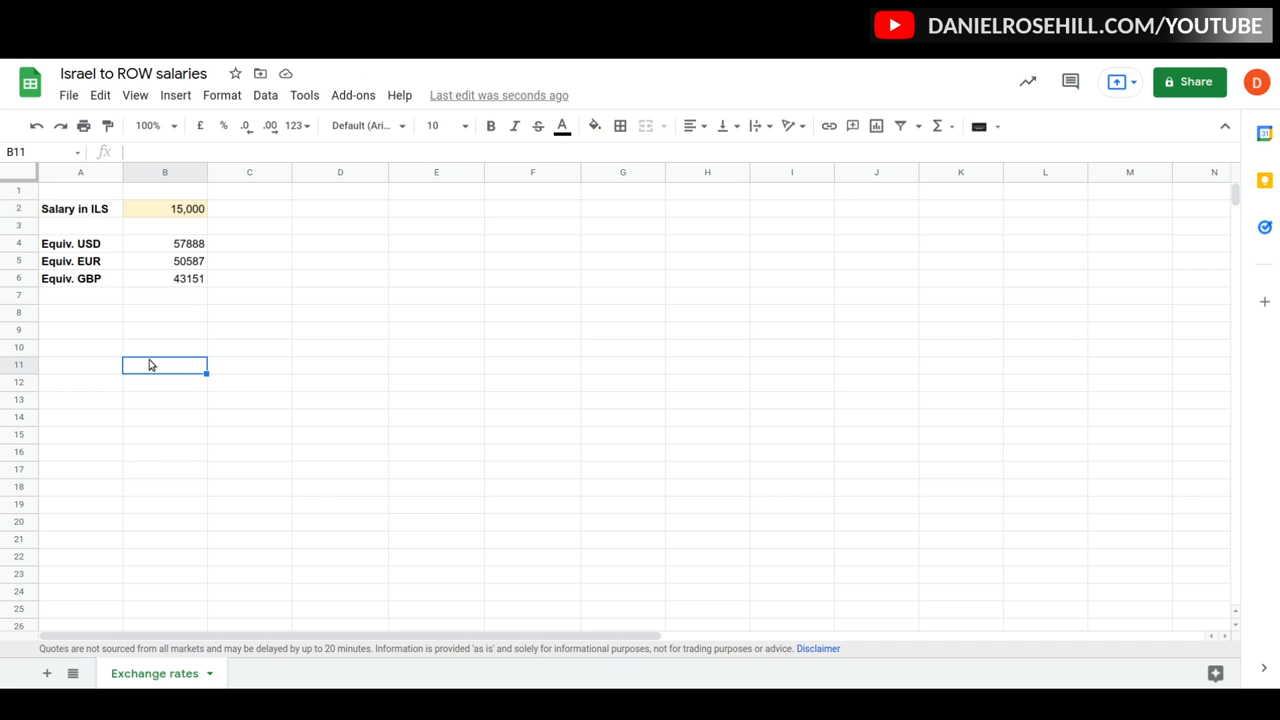 DANIELROSEHILL.COM/YOUTUBE
Israel to ROW salaries
File Edit View Insert Format Data Tools Add-ons Help Last edit was seconds ago
Share
D
100% £ % .0 .00 123 Default (Ari... 10 B I S A
B11 fx
A B C D E F G H I J K L M N
1
2 Salary in ILS 15,000
3
4 Equiv. USD 57888
5 Equiv. EUR 50587
6 Equiv. GBP 43151
7
8
9
10
11
12
13
14
15
16
17
18
19
20
21
22
23
24
25
26
Quotes are not sourced from all markets and may be delayed by up to 20 minutes. Information is provided 'as is' and solely for informational purposes, not for trading purposes or advice. Disclaimer
Exchange rates